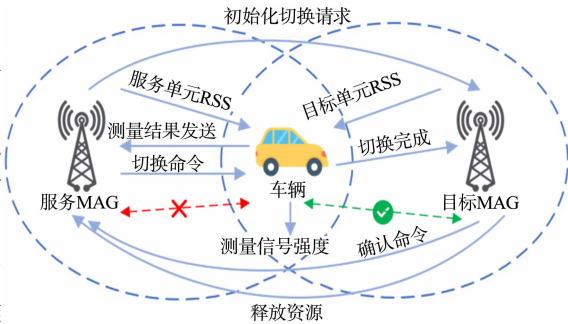 初始化切换请求
服务单元RSS
目标单元RSS
测量结果发送
切换完成
切换命令
车辆
服务MAG
目标MAG
测量信号强度
确认命令
释放资源